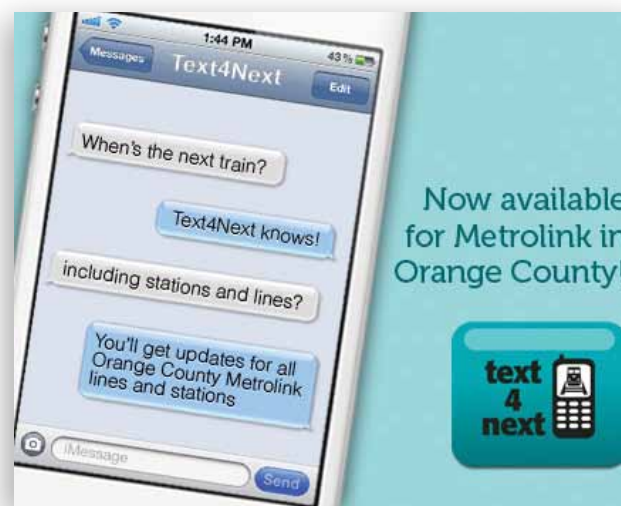 1:44 PM
43%
Messages
Text4Next
Edit
When's the next train?
Text4Next knows!
including stations and lines?
You'll get updates for all
Orange County Metrolink
lines and stations
iMessage
Send
Now available
for Metrolink in
Orange County!
text
4
next